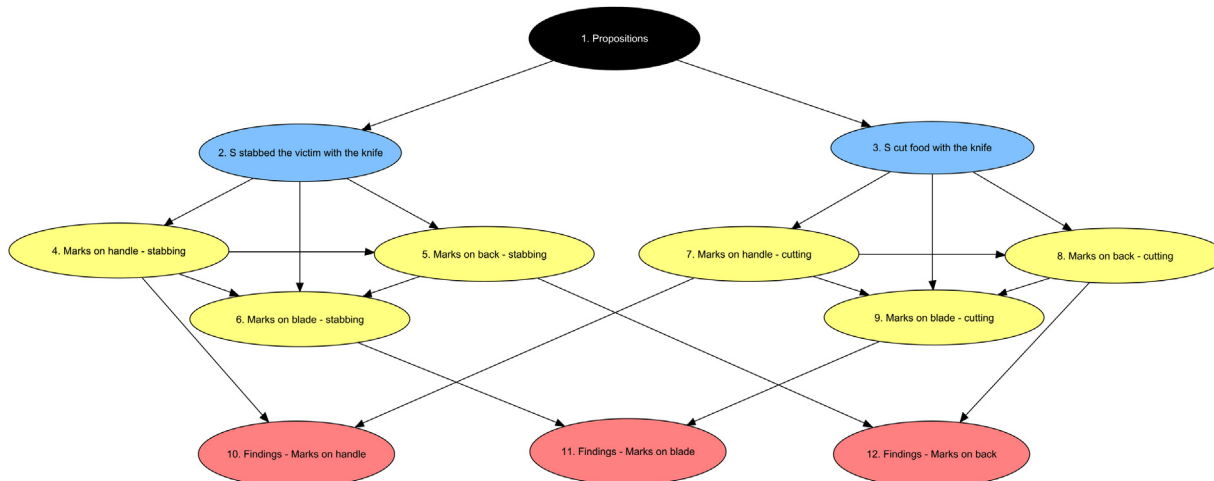 1. Propositions
2. S stabbed the victim with the knife
3. S cut food with the knife
4. Marks on handle - stabbing
5. Marks on back - stabbing
7. Marks on handle - cutting
8. Marks on back - cutting
6. Marks on blade - stabbing
9. Marks on blade - cutting
10. Findings - Marks on handle
11. Findings - Marks on blade
12. Findings - Marks on back